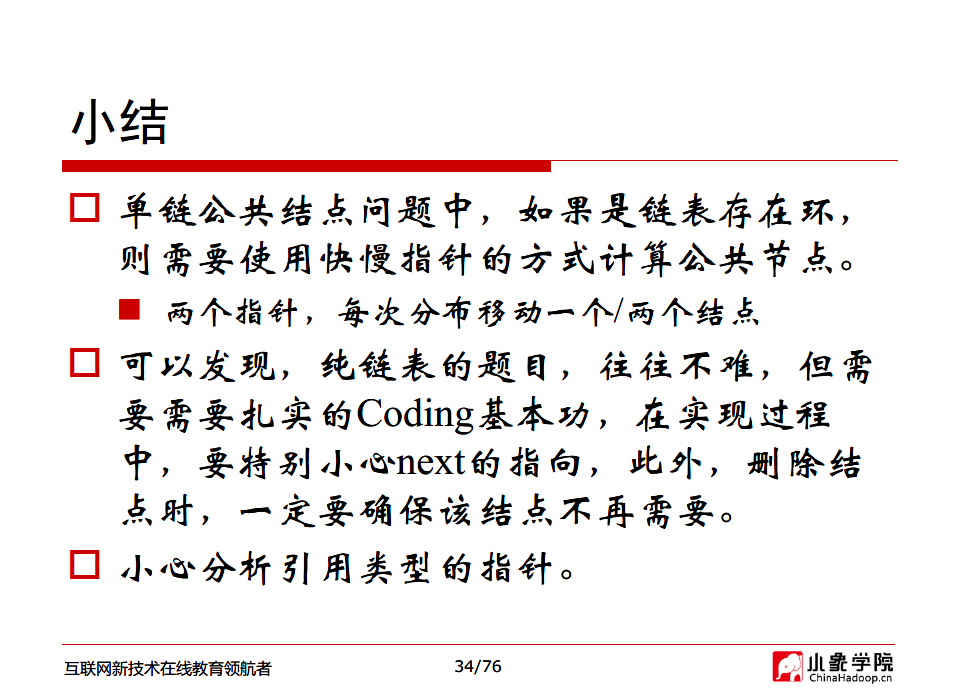 小结
单链公共结点问题中，如果是链表存在环，
则需要使用快慢指针的方式计算公共节点。
两个指针，每次分布移动一个/两个结点
可以发现，纯链表的题目，往往不难，但需
要需要扎实的Coding基本功，在实现过程
中，要特别小心next的指向，此外，删除结
点时，一定要确保该结点不再需要。
小心分析引用类型的指针。
互联网新技术在线教育领航者
34/76
小象学院
ChinaHadoop.cn